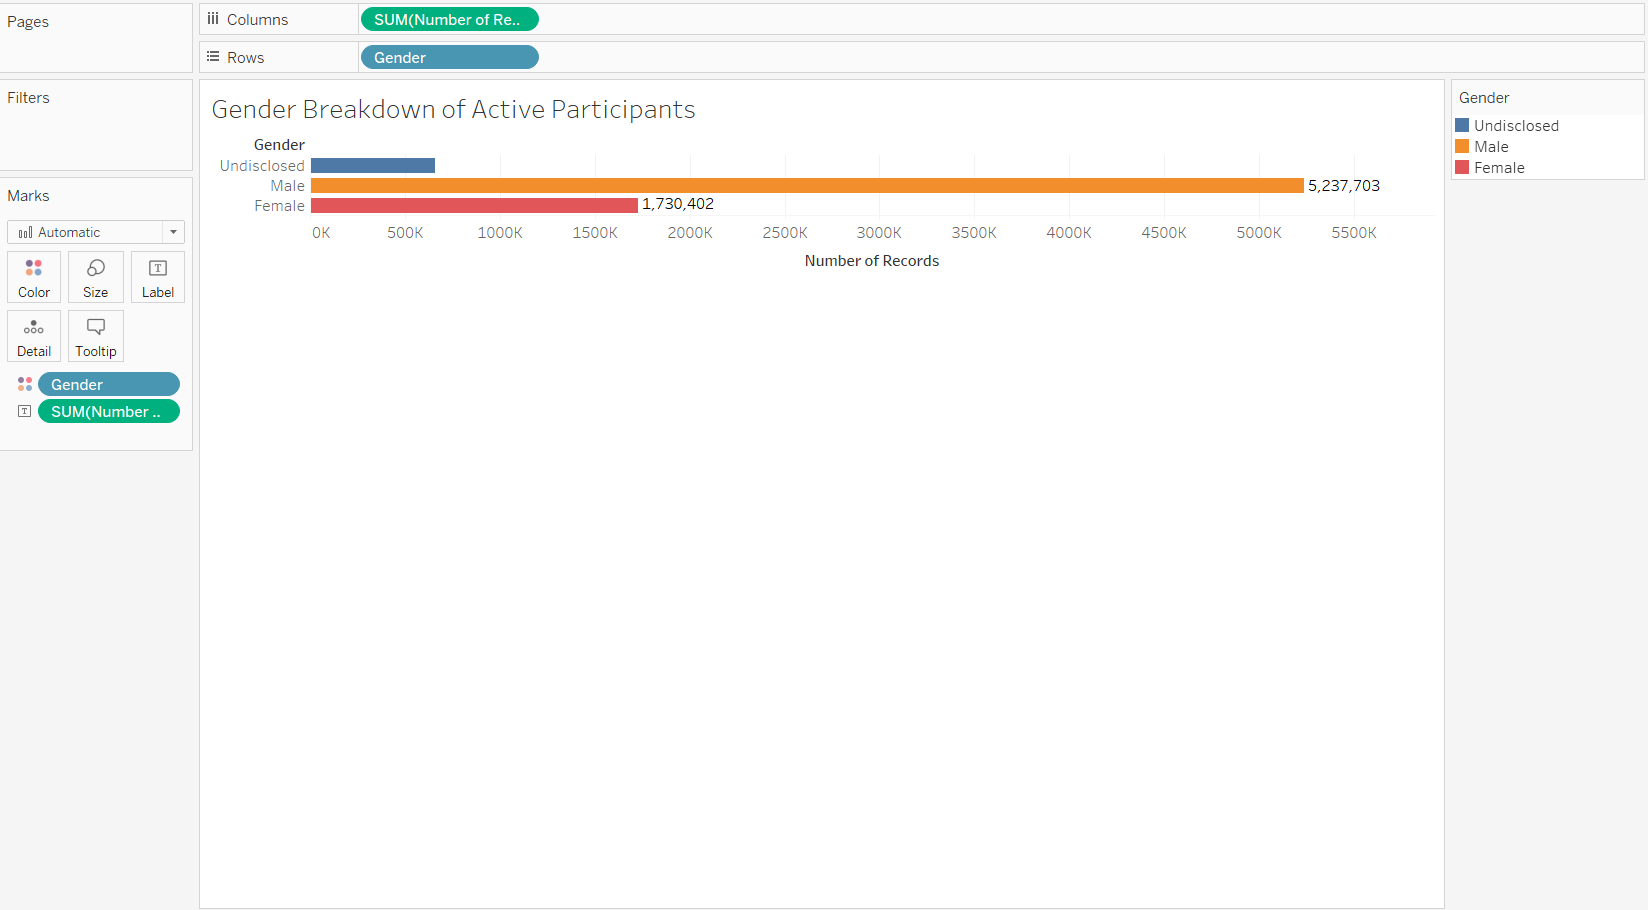 Pages
Columns
SUM(Number of Re..
Rows
Gender
Filters
Marks
Automatic
Color
Size
Label
Detail
Tooltip
Gender
SUM(Number ..
Gender Breakdown of Active Participants
Gender
Undisclosed
Male
5,237,703
Female
1,730,402
0K 500K 1000K 1500K 2000K 2500K 3000K 3500K 4000K 4500K 5000K 5500K
Number of Records
Gender
Undisclosed
Male
Female